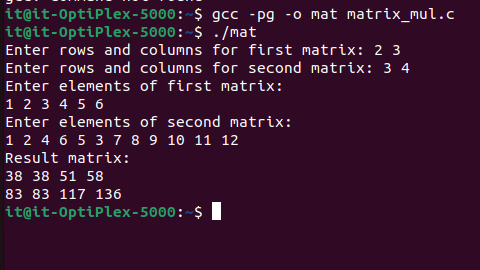 it@it-OptiPlex-5000:~$ gcc -pg -o mat matrix_mul.c
it@it-OptiPlex-5000:~$ ./mat
Enter rows and columns for first matrix: 2 3
Enter rows and columns for second matrix: 3 4
Enter elements of first matrix:
1 2 3 4 5 6
Enter elements of second matrix:
1 2 4 6 5 3 7 8 9 10 11 12
Result matrix:
38 38 51 58
83 83 117 136
it@it-OptiPlex-5000:~$